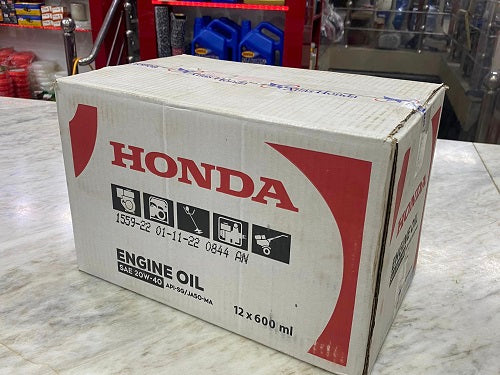 HONDA
1559-22 01-11-22 0844 AN
ENGINE OIL
SAE 20W-40 API-SG/JASO-MA
12 x 600 ml